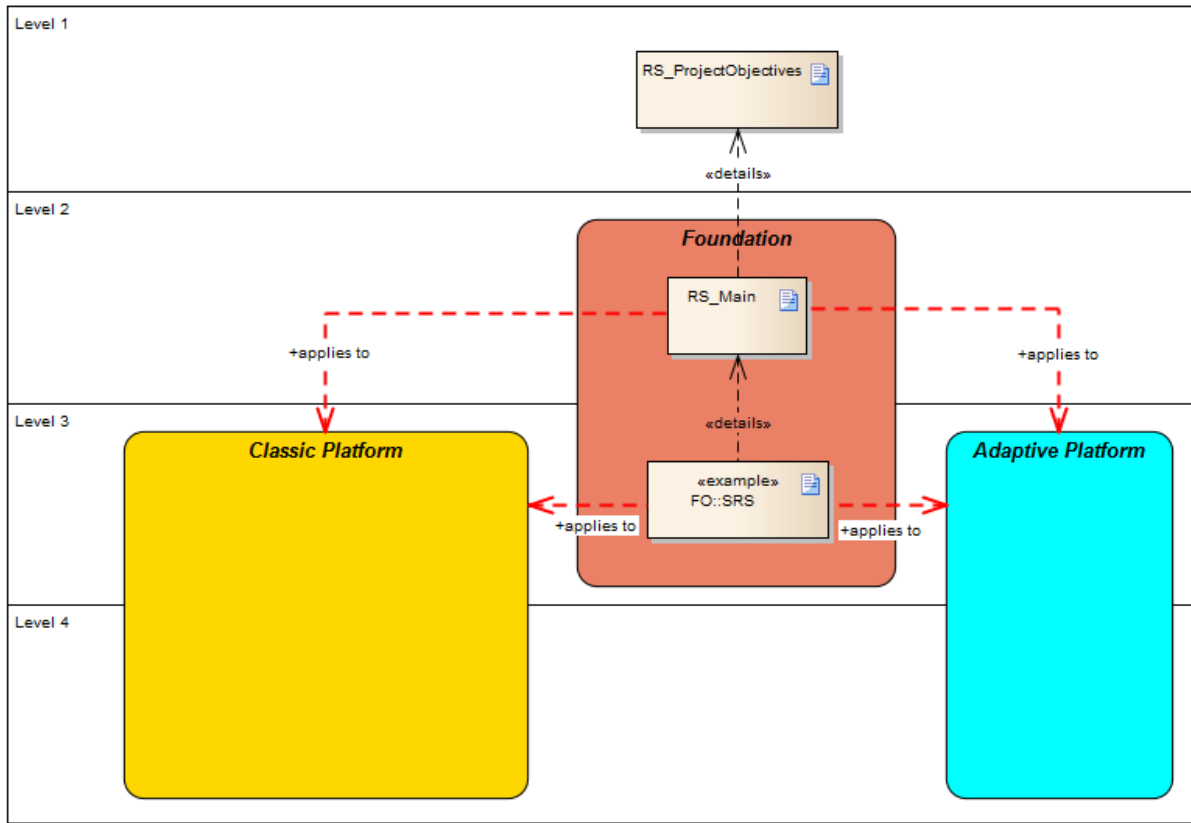 Level 1
RS_ProjectObjectives
«details»
Level 2
Foundation
RS_Main
+applies to
+applies to
Level 3
«details»
Classic Platform
Adaptive Platform
«example»
FO::SRS
+applies to
+applies to
Level 4